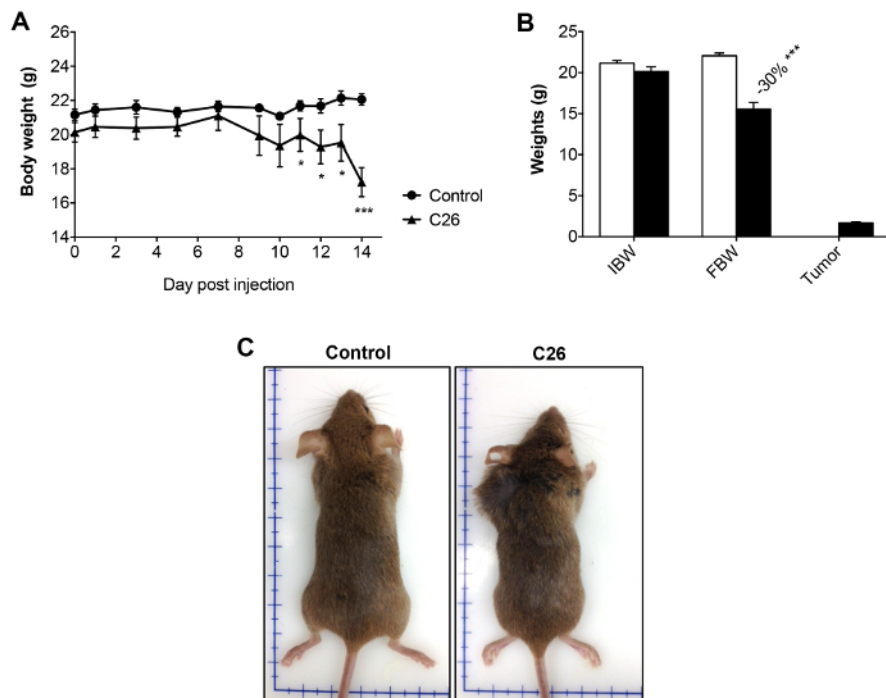 A
Body weight (g)
26
24
22
20
18
16
14
0 2 4 6 8 10 12 14
* * * ***
Day post injection
Control
C26
B
Weights (g)
25
20
15
10
5
0
-30% ***
IBW
FBW
Tumor
C
Control
C26